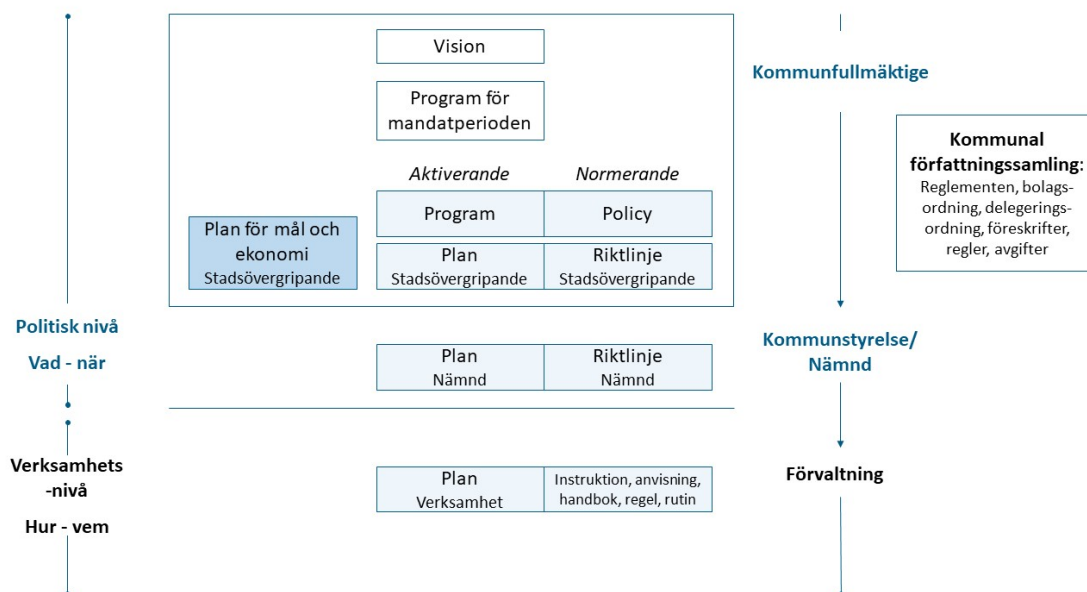 Vision
Kommunfullmäktige
Program för
mandatperioden
Kommunal
författningssamling:
Reglementen, bolags-
ordning, delegerings-
ordning, föreskrifter,
regler, avgifter
Aktiverande
Normerande
Program
Policy
Plan för mål och
ekonomi
Stadsövergripande
Plan
Stadsövergripande
Riktlinje
Stadsövergripande
Politisk nivå
Vad - när
Plan
Nämnd
Riktlinje
Nämnd
Kommunstyrelse/
Nämnd
Verksamhets
-nivå
Hur - vem
Plan
Verksamhet
Instruktion, anvisning,
handbok, regel, rutin
Förvaltning